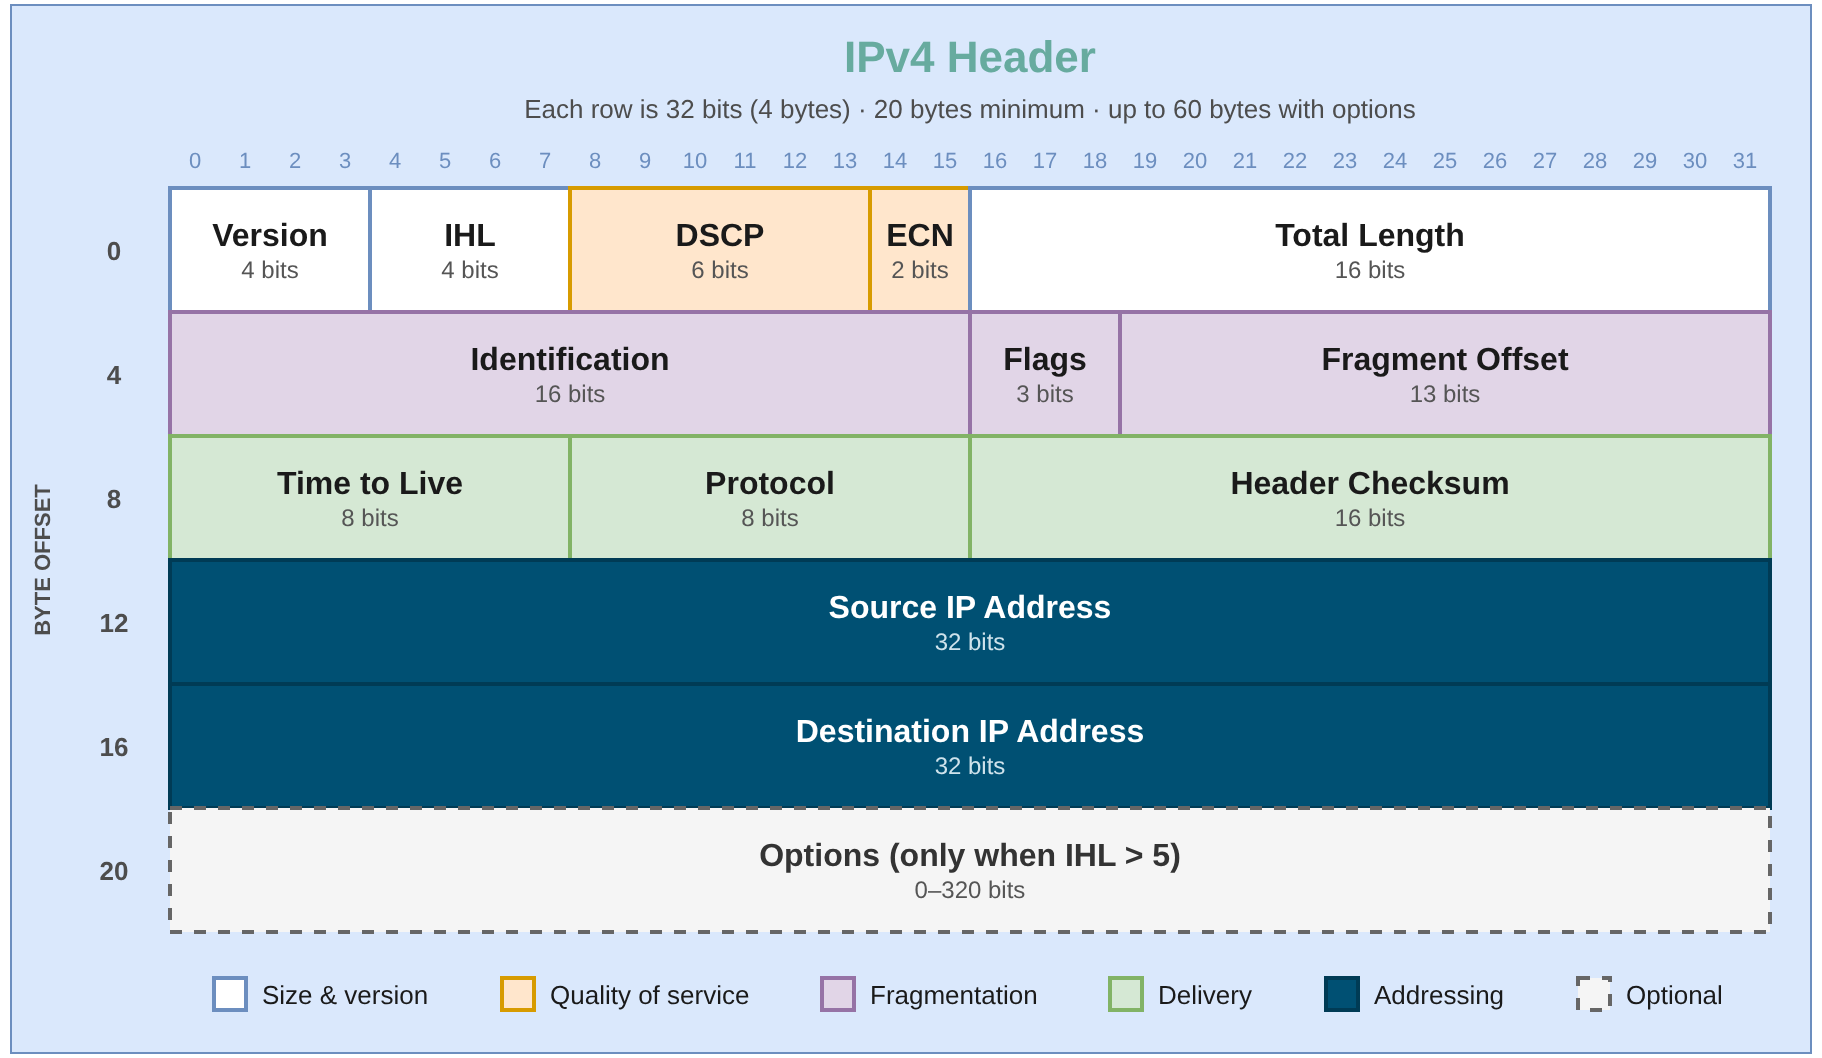 IPv4 Header
Each row is 32 bits (4 bytes) · 20 bytes minimum · up to 60 bytes with options
0 1 2 3 4 5 6 7 8 9 10 11 12 13 14 15 16 17 18 19 20 21 22 23 24 25 26 27 28 29 30 31
BYTE OFFSET
0
Version
4 bits
IHL
4 bits
DSCP
6 bits
ECN
2 bits
Total Length
16 bits
4
Identification
16 bits
Flags
3 bits
Fragment Offset
13 bits
8
Time to Live
8 bits
Protocol
8 bits
Header Checksum
16 bits
12
Source IP Address
32 bits
16
Destination IP Address
32 bits
20
Options (only when IHL > 5)
0–320 bits
Size & version
Quality of service
Fragmentation
Delivery
Addressing
Optional